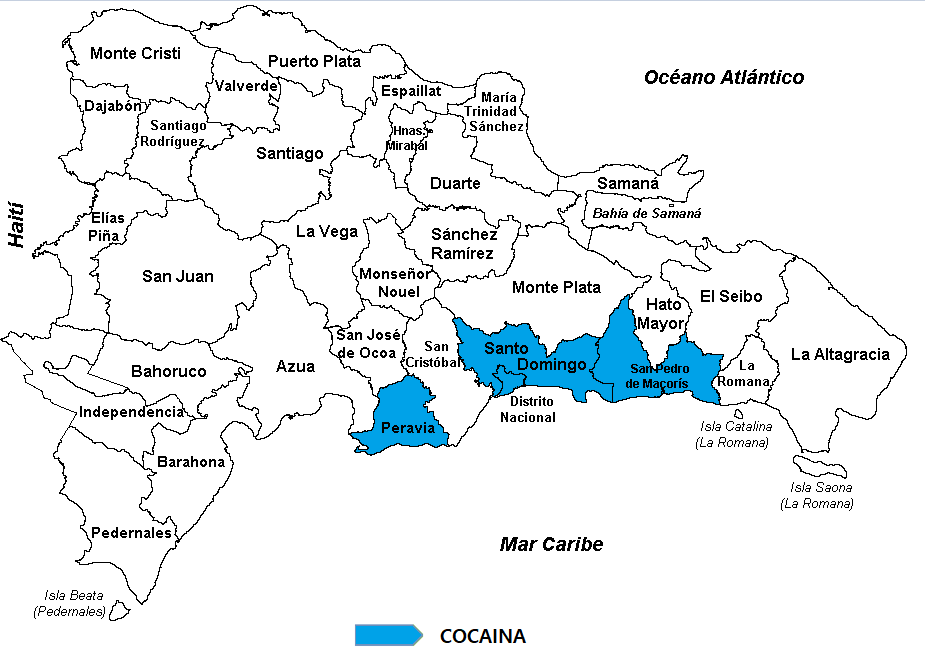 Monte Cristi
Puerto Plata
Océano Atlántico
Valverde
Espaillat
Dajabón
María
Trinidad
Sánchez
Santiago
Rodríguez
Hnas.
Mirabal
Santiago
Duarte
Samaná
Haití
Elías
Piña
Bahía de Samaná
La Vega
Sánchez
Ramírez
San Juan
Monseñor
Nouel
Monte Plata
El Seibo
Hato
Mayor
San José
de Ocoa
San
Cristóbal
Santo
Domingo
La Altagracia
Bahoruco
Azua
San Pedro
de Macorís
La
Romana
Independencia
Distrito
Nacional
Peravia
Isla Catalina
(La Romana)
Barahona
Isla Saona
(La Romana)
Pedernales
Mar Caribe
Isla Beata
(Pedernales)
COCAINA